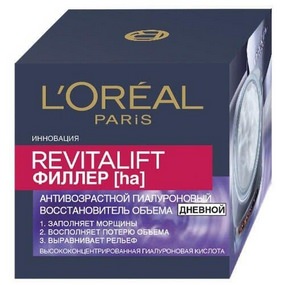 L'ORÉAL
PARIS
ИННОВАЦИЯ
REVITALIFT
ФИЛЛЕР [ha]
АНТИВОЗРАСТНОЙ ГИАЛУРОНОВЫЙ
ВОССТАНОВИТЕЛЬ ОБЪЕМА ДНЕВНОЙ
1. ЗАПОЛНЯЕТ МОРЩИНЫ
2. ВОСПОЛНЯЕТ ПОТЕРЮ ОБЪЕМА
3. ВЫРАВНИВАЕТ РЕЛЬЕФ
ВЫСОКОКОНЦЕНТРИРОВАННАЯ ГИАЛУРОНОВАЯ КИСЛОТА